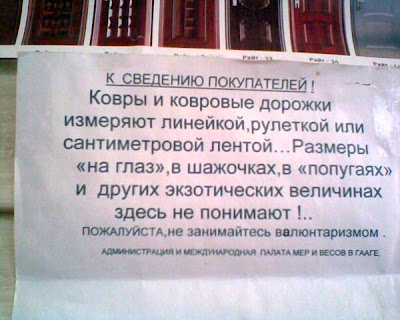 К СВЕДЕНИЮ ПОКУПАТЕЛЕЙ !
Ковры и ковровые дорожки
измеряют линейкой,рулеткой или
сантиметровой лентой...Размеры
«на глаз»,в шажочках,в «попугаях»
и других экзотических величинах
здесь не понимают !..
ПОЖАЛУЙСТА,не занимайтесь валюнтаризмом .
АДМИНИСТРАЦИЯ И МЕЖДУНАРОДНАЯ ПАЛАТА МЕР И ВЕСОВ В ГААГЕ.